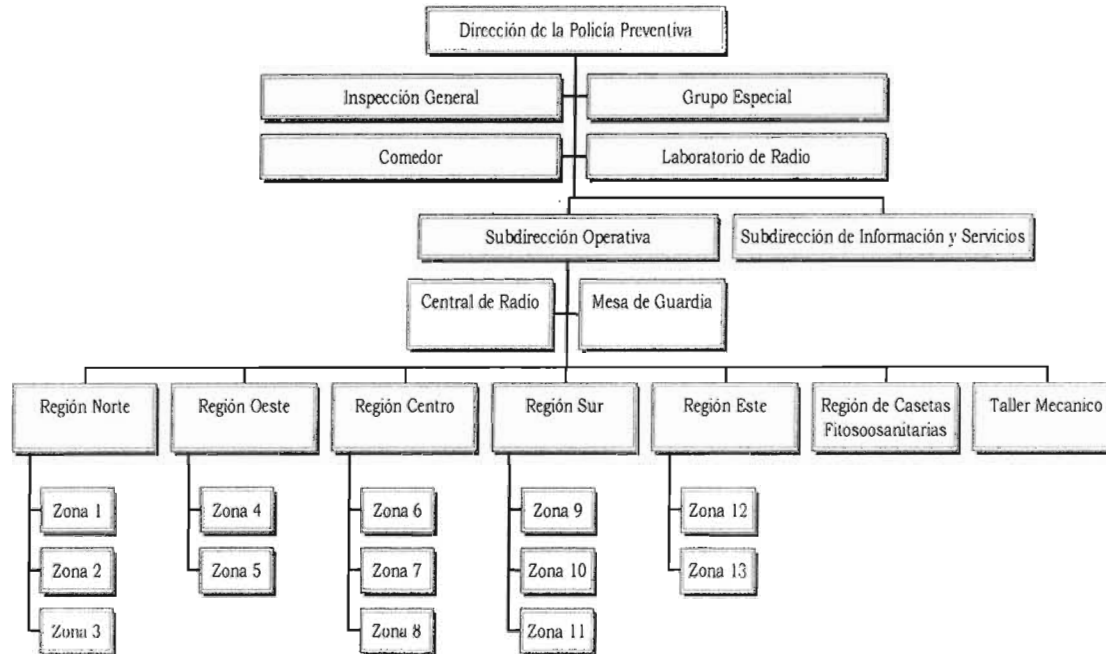 Dirección de la Policía Preventiva
Inspección General
Grupo Especial
Comedor
Laboratorio de Radio
Subdirección Operativa
Subdirección de Información y Servicios
Central de Radio
Mesa de Guardia
Región Norte
Región Oeste
Región Centro
Región Sur
Región Este
Región de Casetas
Fitosoosanitarias
Taller Mecanico
Zona 1
Zona 4
Zona 6
Zona 9
Zona 12
Zona 2
Zona 5
Zona 7
Zona 10
Zona 13
Zona 3
Zona 8
Zona 11